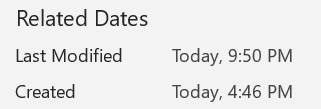 Related Dates
Last Modified Today, 9:50 PM
Created Today, 4:46 PM